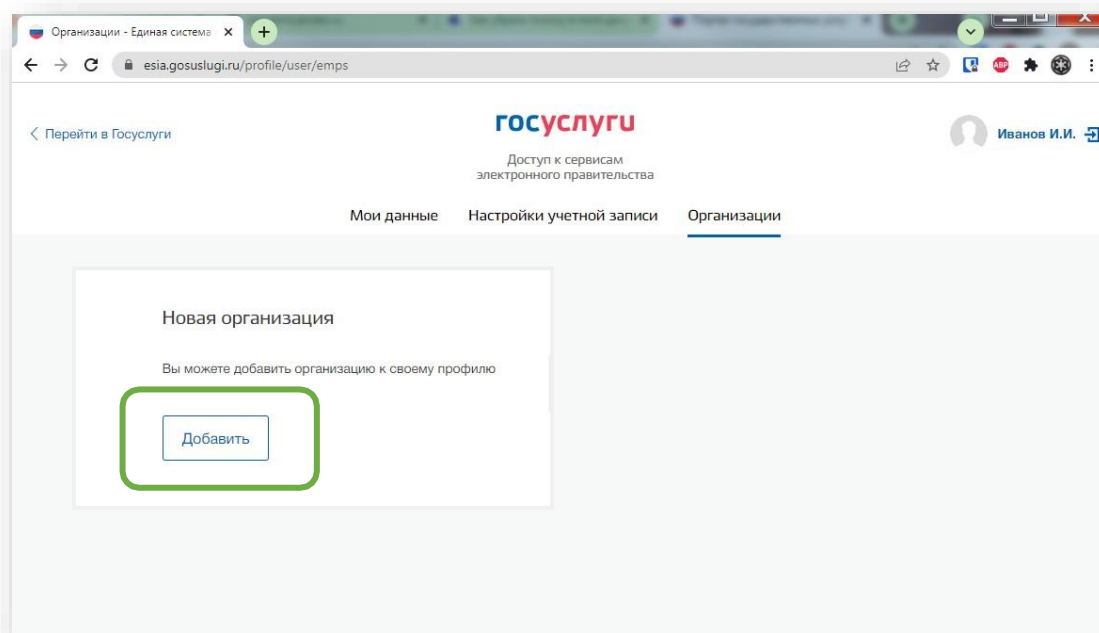 Организации - Единая система
esia.gosuslugi.ru/profile/user/emps
ABP
Перейти в Госуслуги
госуслуги
Иванов И.И.
Доступ к сервисам
электронного правительства
Мои данные Настройки учетной записи Организации
Новая организация
Вы можете добавить организацию к своему профилю
Добавить